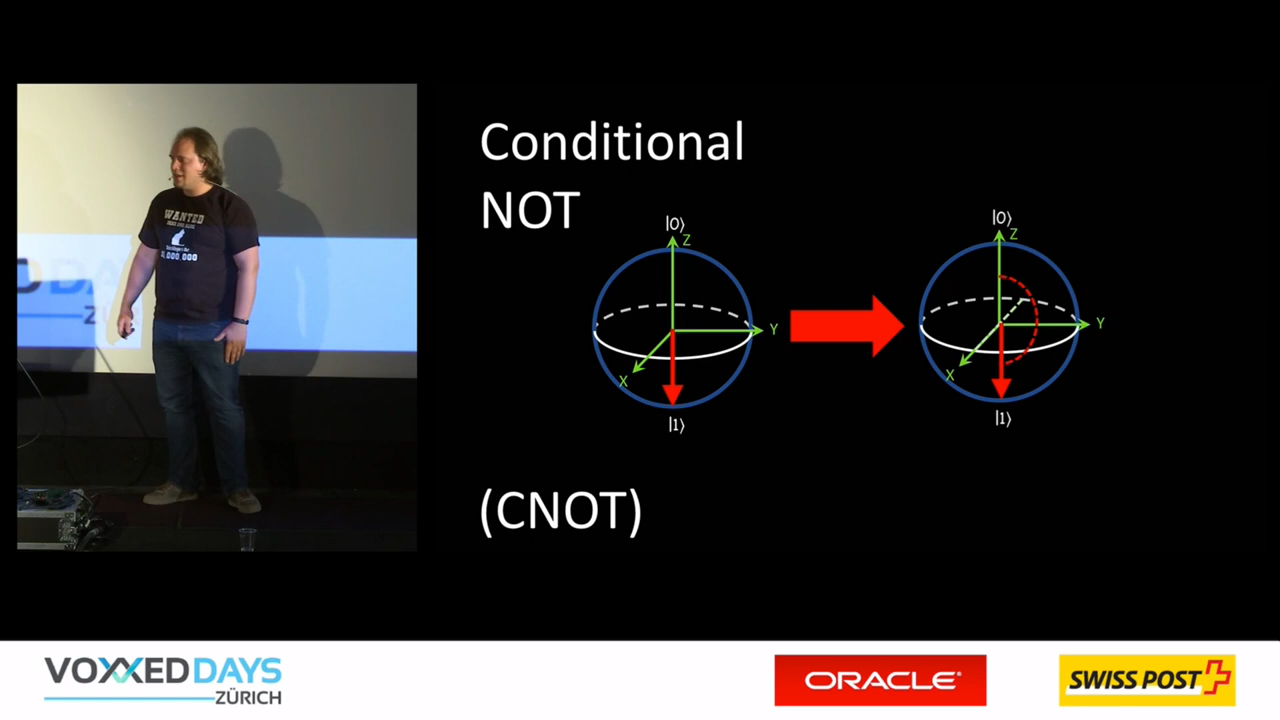 Conditional
NOT
|0⟩
Z
Y
X
|1⟩
|0⟩
Z
Y
X
|1⟩
(CNOT)
WANTED
VOXXED DAYS
ZÜRICH
ORACLE
SWISS POST